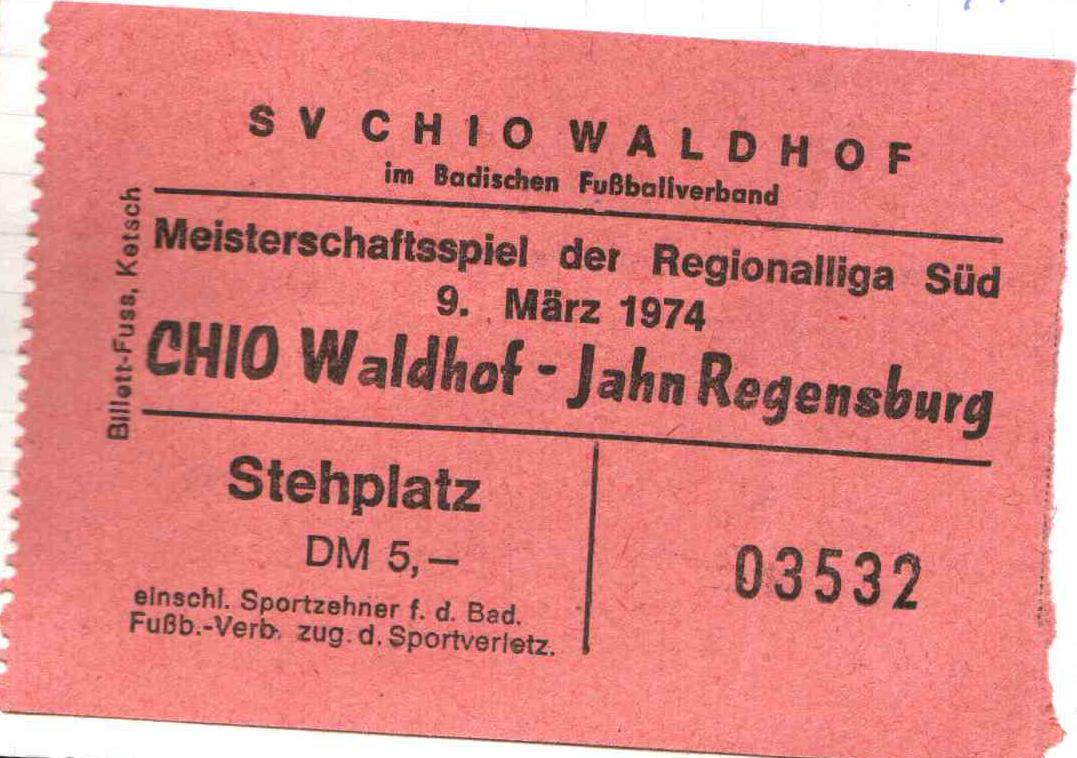 SV CHIO WALDHOF
im Badischen Fußballverband
Meisterschaftsspiel der Regionalliga Süd
9. März 1974
CHIO Waldhof - Jahn Regensburg
Stehplatz
DM 5,—
einschl. Sportzehner f. d. Bad.
Fußb.-Verb. zug. d. Sportverletz.
03532
Billett-Fuss, Ketsch